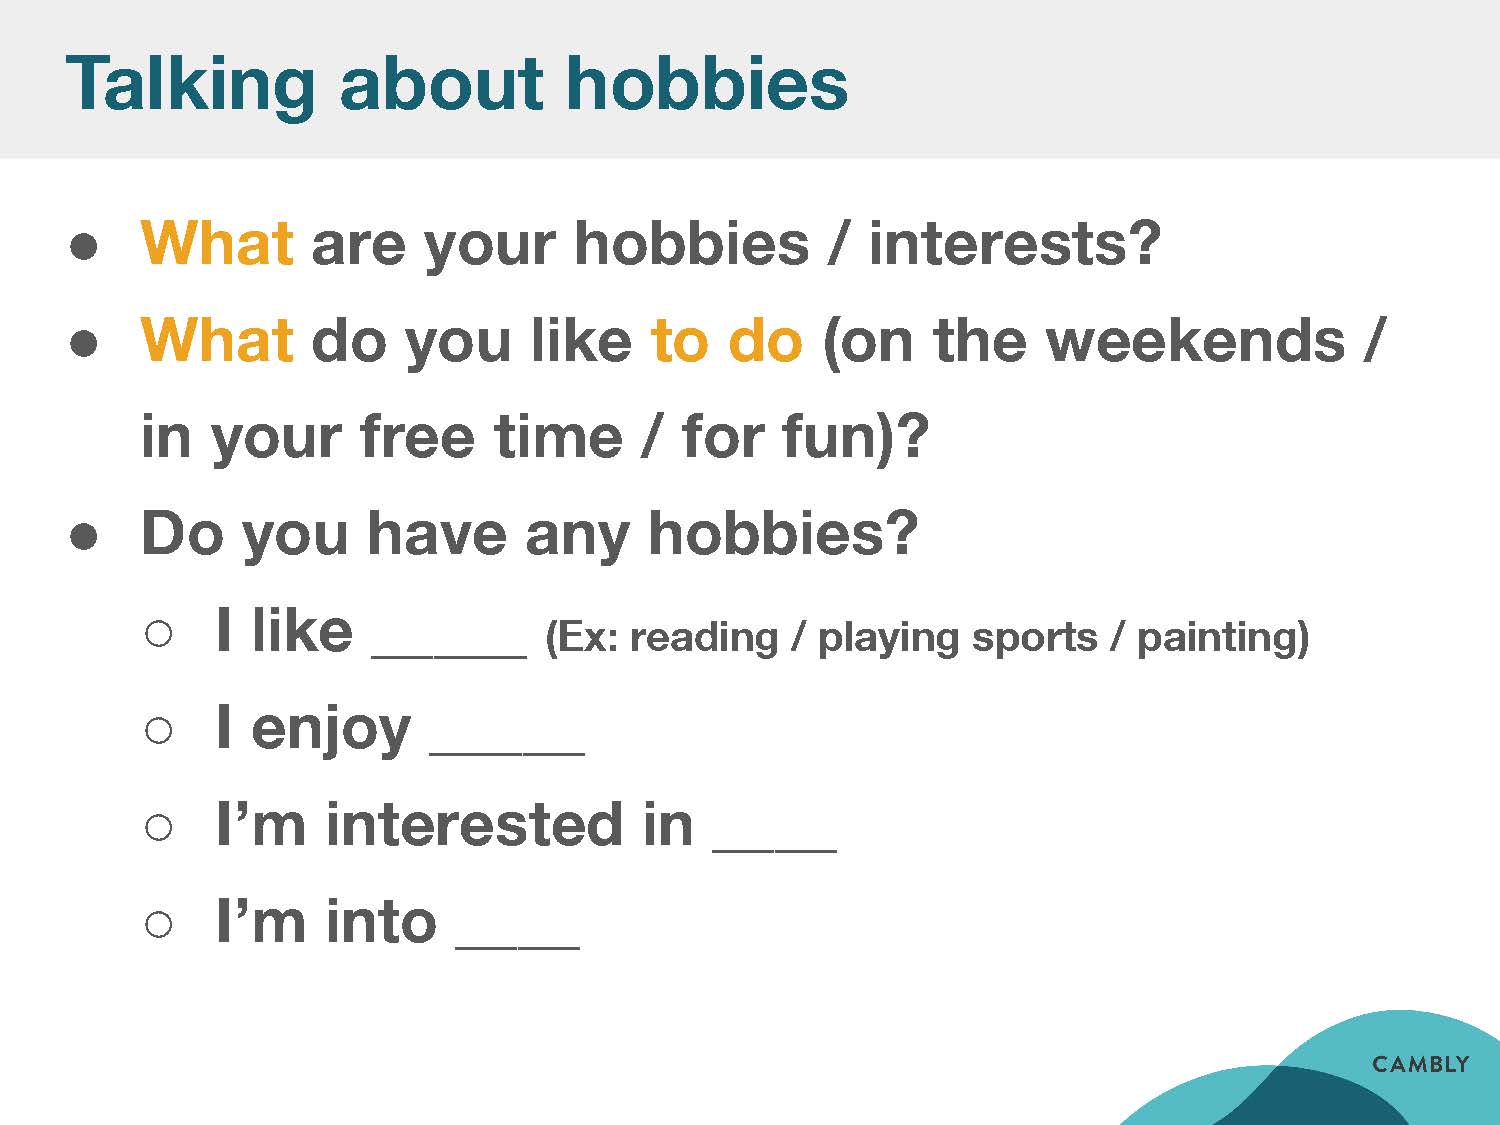 Talking about hobbies
● What are your hobbies / interests?
● What do you like to do (on the weekends /
in your free time / for fun)?
● Do you have any hobbies?
○ I like _____ (Ex: reading / playing sports / painting)
○ I enjoy _____
○ I’m interested in ____
○ I’m into ____
CAMBLY